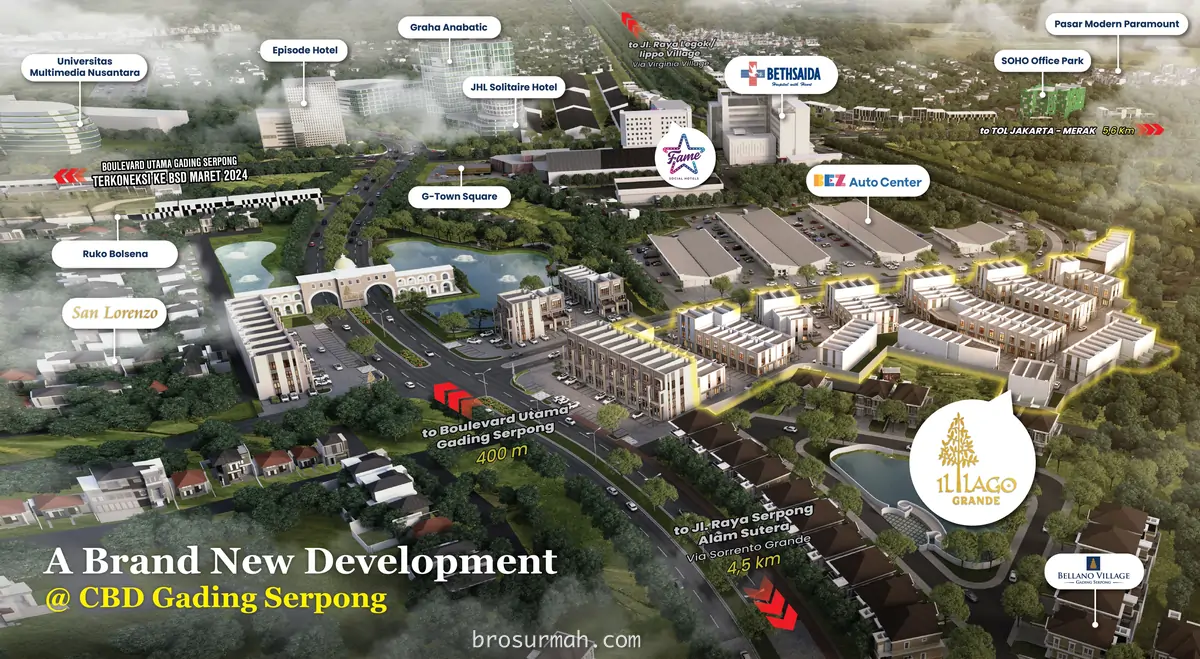 Graha Anabatic
Pasar Modern Paramount
to Jl. Raya Legok/
lippo Village
Via Virginia Village
Episode Hotel
Universitas
Multimedia Nusantara
SOHO Office Park
BETHSAIDA
Hospital with Heart
JHL Solitaire Hotel
to TOL JAKARTA - MERAK 5,6 Km
Fame
SOCIAL HOTELS
BOULEVARD UTAMA GADING SERPONG
TERKONEKSI KE BSD MARET 2024
BEZ Auto Center
G-Town Square
Ruko Bolsena
San Lorenzo
to Boulevard Utama
Gading Serpong
400 m
IL LAGO
GRANDE
to Jl. Raya Serpong
Alam Sutera
Via Sorrento Grande
4,5 km
A Brand New Development
@ CBD Gading Serpong
BELLANO VILLAGE
GADING SERPONG
brosurmah.com